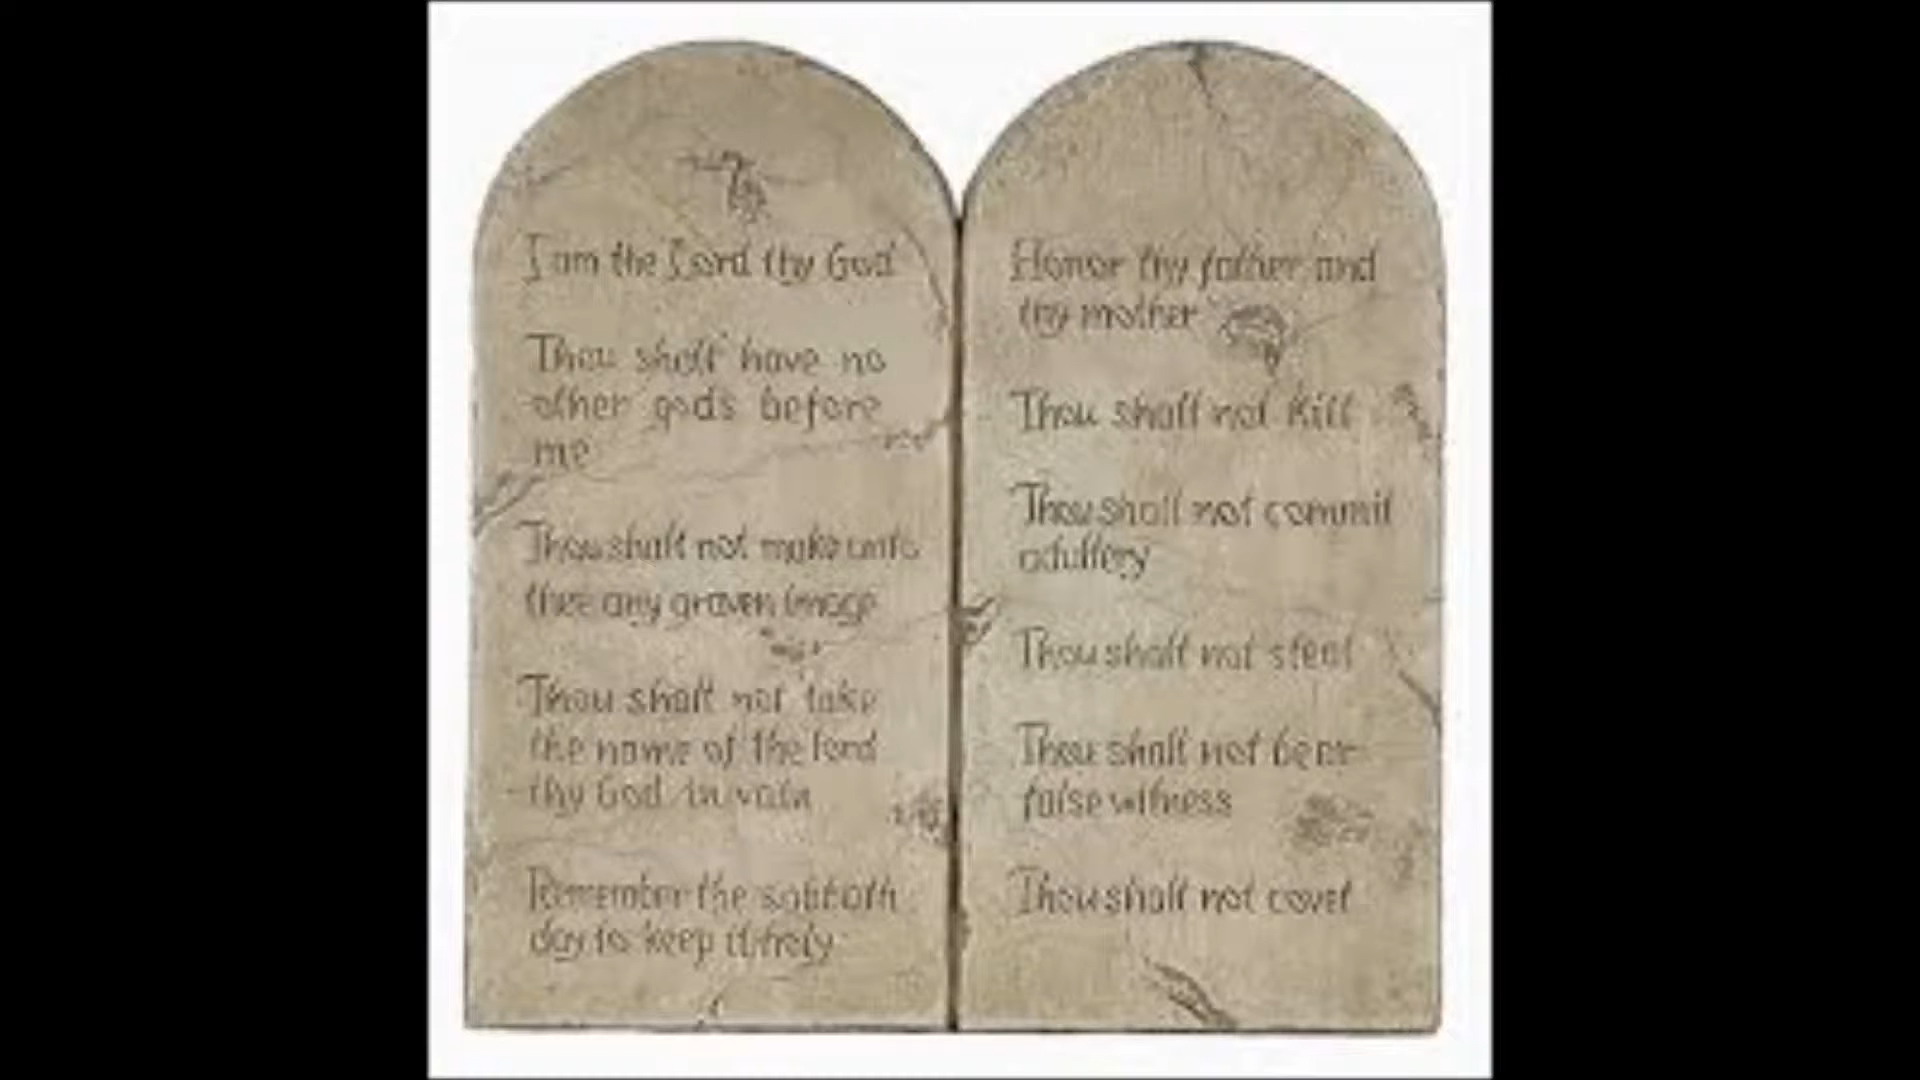 I am the Lord thy God
Thou shalt have no
other gods before
me
Thou shalt not make unto
thee any graven image
Thou shalt not take
the name of the lord
thy God in vain
Remember the sabbath
day to keep it holy
Honor thy father and
thy mother
Thou shalt not kill
Thou shalt not commit
adultery
Thou shalt not steal
Thou shalt not bear
false witness
Thou shalt not covet